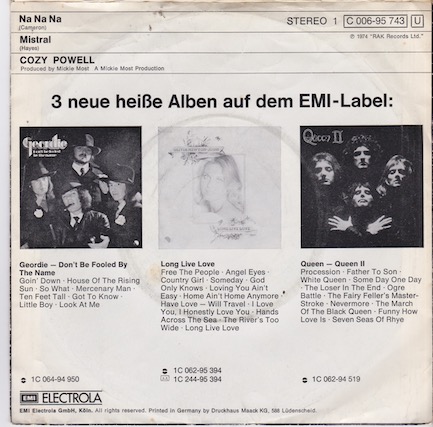 Na Na Na
(Cameron)
STEREO 1 C 006-95 743 U
Mistral
(Hayes)
℗ 1974 "RAK Records Ltd."
COZY POWELL
Produced by Mickie Most. A Mickie Most Production
3 neue heiße Alben auf dem EMI-Label:
Geordie
Don't be fooled by the name
Queen II
Geordie – Don't Be Fooled By
The Name
Goin' Down · House Of The Rising
Sun · So What · Mercenary Man ·
Ten Feet Tall · Got To Know ·
Little Boy · Look At Me
Long Live Love
Free The People · Angel Eyes ·
Country Girl · Someday · God
Only Knows · Loving You Ain't
Easy · Home Ain't Home Anymore ·
Have Love – Will Travel · I Love
You, I Honestly Love You · Hands
Across The Sea · The River's Too
Wide · Long Live Love
Queen – Queen II
Procession · Father To Son ·
White Queen · Some Day One Day
· The Loser In The End · Ogre
Battle · The Fairy Feller's Master-
Stroke · Nevermore · The March
Of The Black Queen · Funny How
Love Is · Seven Seas Of Rhye
1C 064-94 950
1C 062-95 394
1C 244-95 394
1C 062-94 519
EMI ELECTROLA
EMI Electrola GmbH, Köln. All rights reserved. Printed in Germany by Druckhaus Maack KG, 588 Lüdenscheid.